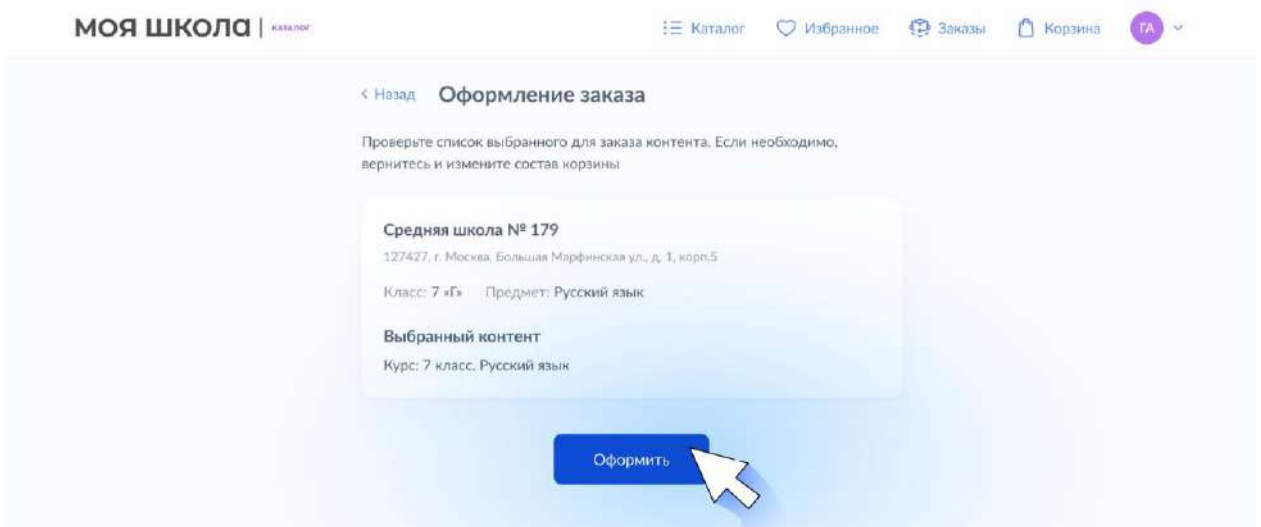 МОЯ ШКОЛА | КАТАЛОГ
Каталог Избранное Заказы Корзина ГА
< Назад Оформление заказа
Проверьте список выбранного для заказа контента. Если необходимо,
вернитесь и измените состав корзины
Средняя школа № 179
127427, г. Москва, Большая Марфинская ул., д. 1, корп.5
Класс: 7 «Г» Предмет: Русский язык
Выбранный контент
Курс: 7 класс. Русский язык
Оформить